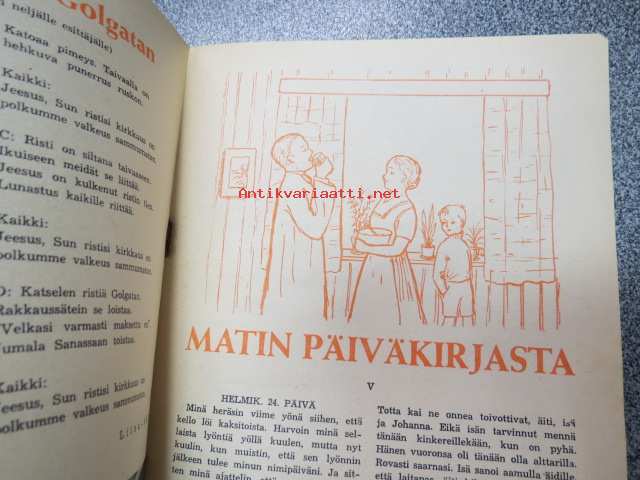 Golgatan
neljälle esittäjälle)
Katoaa pimeys. Taivaalla on
hehkuva punerrus ruskon.
Kaikki:
Jeesus, Sun ristisi kirkkaus on
polkumme valkeus sammumaton.
C: Risti on siltana taivaaseen.
Ikuiseen meidät se liittää.
Jeesus on kulkenut ristin tien.
Lunastus kaikille riittää.
Kaikki:
Jeesus, Sun ristisi kirkkaus on
polkumme valkeus sammumaton.
D: Katselen ristiä Golgatan.
Rakkaussätein se loistaa.
"Velkasi varmasti maksettu on",
Jumala Sanassaan toistaa.
Kaikki:
Jeesus, Sun ristisi kirkkaus on
polkumme valkeus sammumaton.
Antikvariaatti.net
MATIN PÄIVÄKIRJASTA
V
HELMIK. 24. PÄIVÄ
Minä heräsin viime yönä siihen, että
kello löi kaksitoista. Harvoin minä sel-
laista lyöntiä yöllä kuulen, mutta nyt
kuulin, kun muistin, että sen lyönnin
jälkeen tulee minun nimipäiväni. Ja sit-
ten minä ajattelin, että
Totta kai ne onnea toivottivat, äiti, isä
ja Johanna. Eikä isän tarvinnut mennä
tänään kinkereillekään, kun on pyhä.
Hänen vuoronsa oli tänään olla alttarilla.
Rovasti saarnasi. Isä sanoi aamulla äidille,